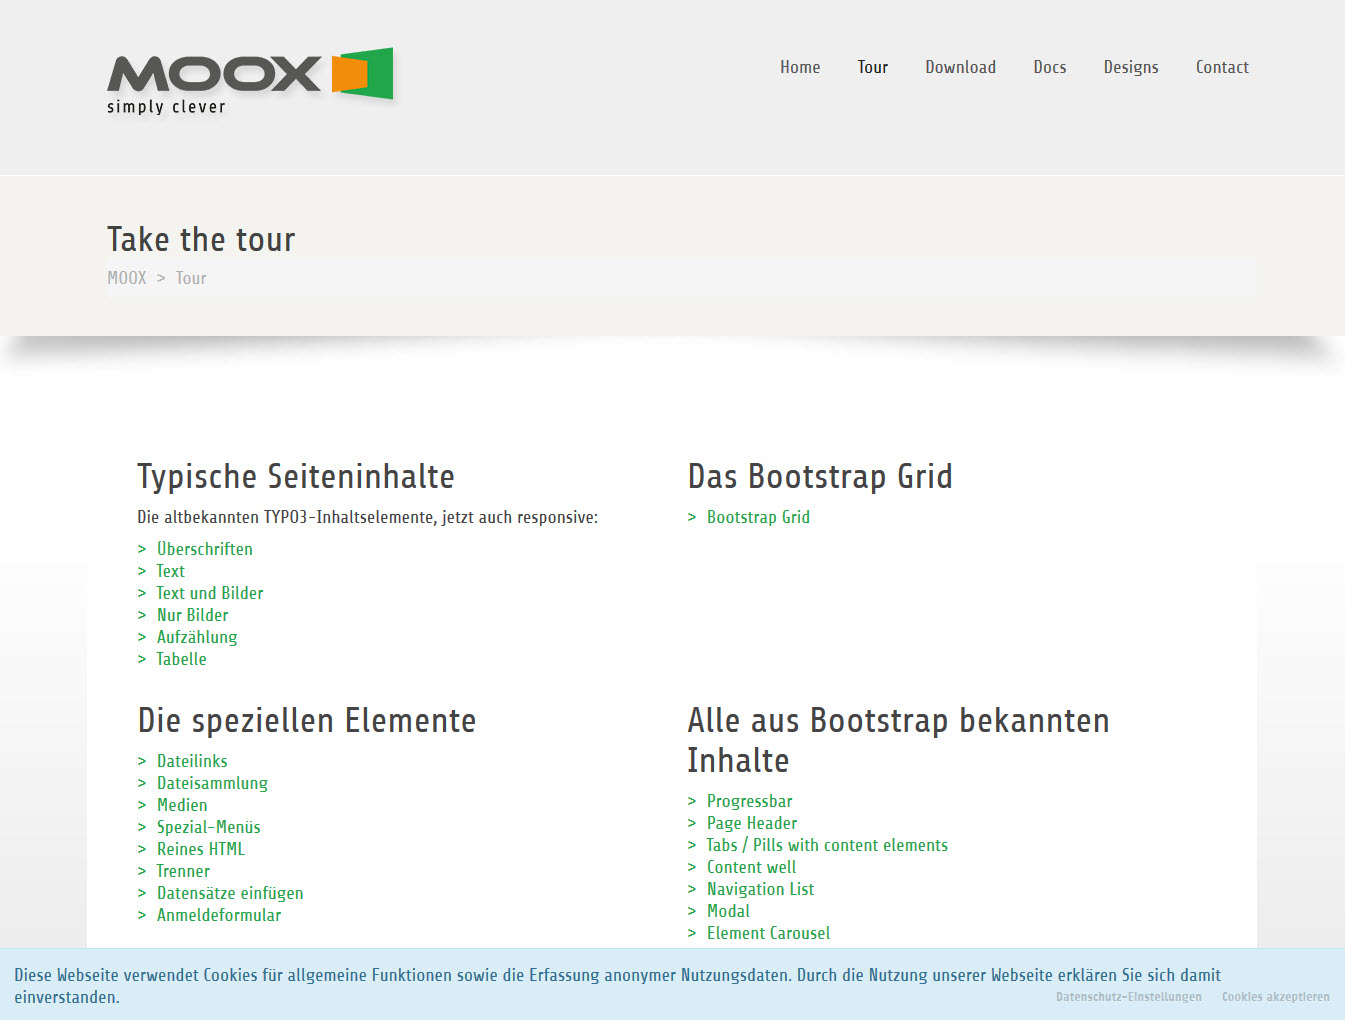 MOOX
simply clever
Home Tour Download Docs Designs Contact
Take the tour
MOOX > Tour
Typische Seiteninhalte
Die altbekannten TYPO3-Inhaltselemente, jetzt auch responsive:
> Überschriften
> Text
> Text und Bilder
> Nur Bilder
> Aufzählung
> Tabelle
Das Bootstrap Grid
> Bootstrap Grid
Die speziellen Elemente
> Dateilinks
> Dateisammlung
> Medien
> Spezial-Menüs
> Reines HTML
> Trenner
> Datensätze einfügen
> Anmeldeformular
Alle aus Bootstrap bekannten
Inhalte
> Progressbar
> Page Header
> Tabs / Pills with content elements
> Content well
> Navigation List
> Modal
> Element Carousel
Diese Webseite verwendet Cookies für allgemeine Funktionen sowie die Erfassung anonymer Nutzungsdaten. Durch die Nutzung unserer Webseite erklären Sie sich damit
einverstanden.
Datenschutz-Einstellungen Cookies akzeptieren